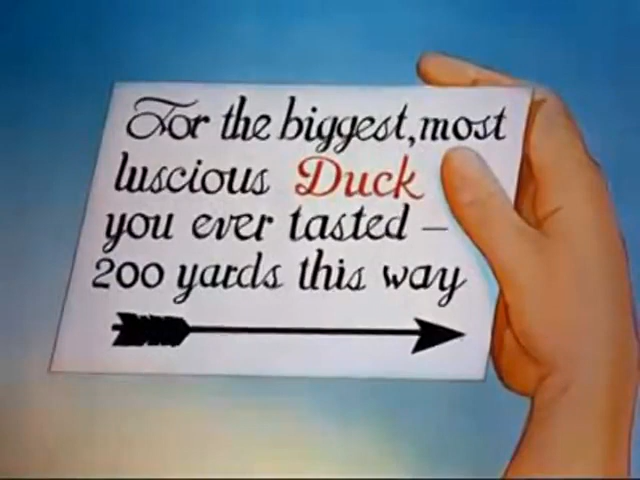 For the biggest, most
luscious Duck
you ever tasted –
200 yards this way